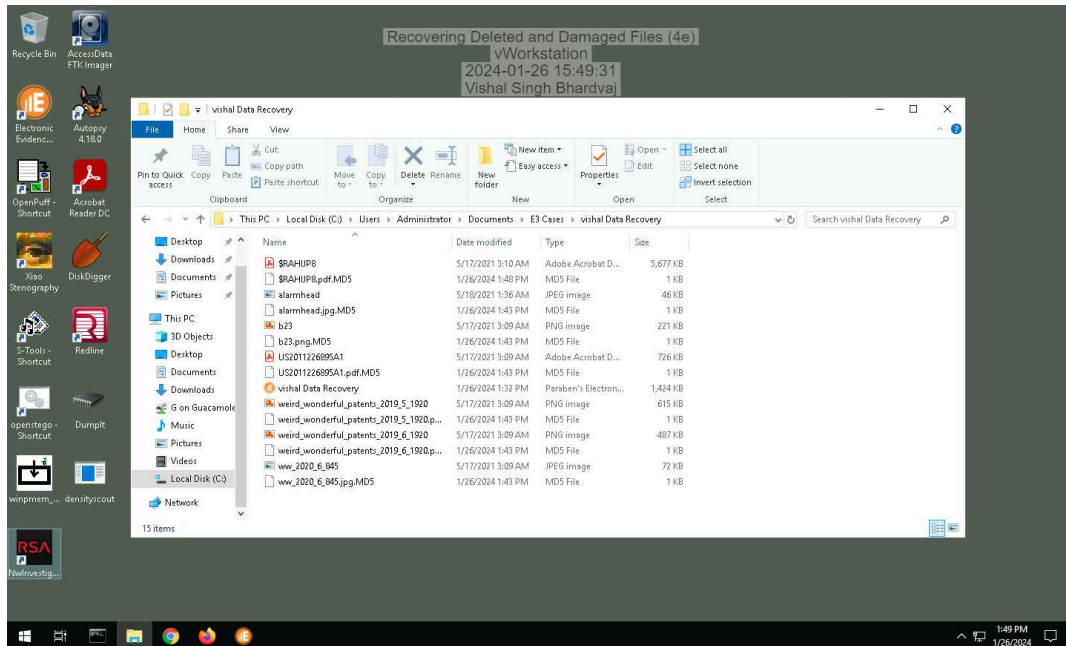 Recovering Deleted and Damaged Files (4e)
vWorkstation
2024-01-26 15:49:31
Vishal Singh Bhardvaj
Recycle Bin
AccessData
FTK Imager
Electronic
Evidenc...
Autopsy
4.18.0
OpenPuff -
Shortcut
Acrobat
Reader DC
Xiao
Stenography
DiskDigger
S-Tools -
Shortcut
Redline
openstego -
Shortcut
DumpIt
winpmem_...
densityscout
RSA
NwInvestig...
vishal Data Recovery
File Home Share View
Pin to Quick
access
Copy
Paste
Cut
Copy path
Paste shortcut
Clipboard
Move
to
Copy
to
Delete
Rename
Organize
New
folder
New item
Easy access
New
Properties
Open
Edit
Open
Select all
Select none
Invert selection
Select
This PC > Local Disk (C:) > Users > Administrator > Documents > E3 Cases > vishal Data Recovery
Search vishal Data Recovery
Desktop
Downloads
Documents
Pictures
This PC
3D Objects
Desktop
Documents
Downloads
G on Guacamole
Music
Pictures
Videos
Local Disk (C:)
Network
Name Date modified Type Size
$RAHIJP8 5/17/2021 3:10 AM Adobe Acrobat D... 5,677 KB
$RAHIJP8.pdf.MD5 1/26/2024 1:48 PM MD5 File 1 KB
alarmhead 5/18/2021 1:36 AM JPEG image 46 KB
alarmhead.jpg.MD5 1/26/2024 1:43 PM MD5 File 1 KB
b23 5/17/2021 3:09 AM PNG image 221 KB
b23.png.MD5 1/26/2024 1:43 PM MD5 File 1 KB
US2011226895A1 5/17/2021 3:09 AM Adobe Acrobat D... 726 KB
US2011226895A1.pdf.MD5 1/26/2024 1:43 PM MD5 File 1 KB
vishal Data Recovery 1/26/2024 1:32 PM Paraben's Electron... 1,424 KB
weird_wonderful_patents_2019_5_1920 5/17/2021 3:09 AM PNG image 615 KB
weird_wonderful_patents_2019_5_1920.p... 1/26/2024 1:43 PM MD5 File 1 KB
weird_wonderful_patents_2019_6_1920 5/17/2021 3:09 AM PNG image 487 KB
weird_wonderful_patents_2019_6_1920.p... 1/26/2024 1:43 PM MD5 File 1 KB
ww_2020_6_845 5/17/2021 3:09 AM JPEG image 72 KB
ww_2020_6_845.jpg.MD5 1/26/2024 1:43 PM MD5 File 1 KB
15 items
1:49 PM
1/26/2024